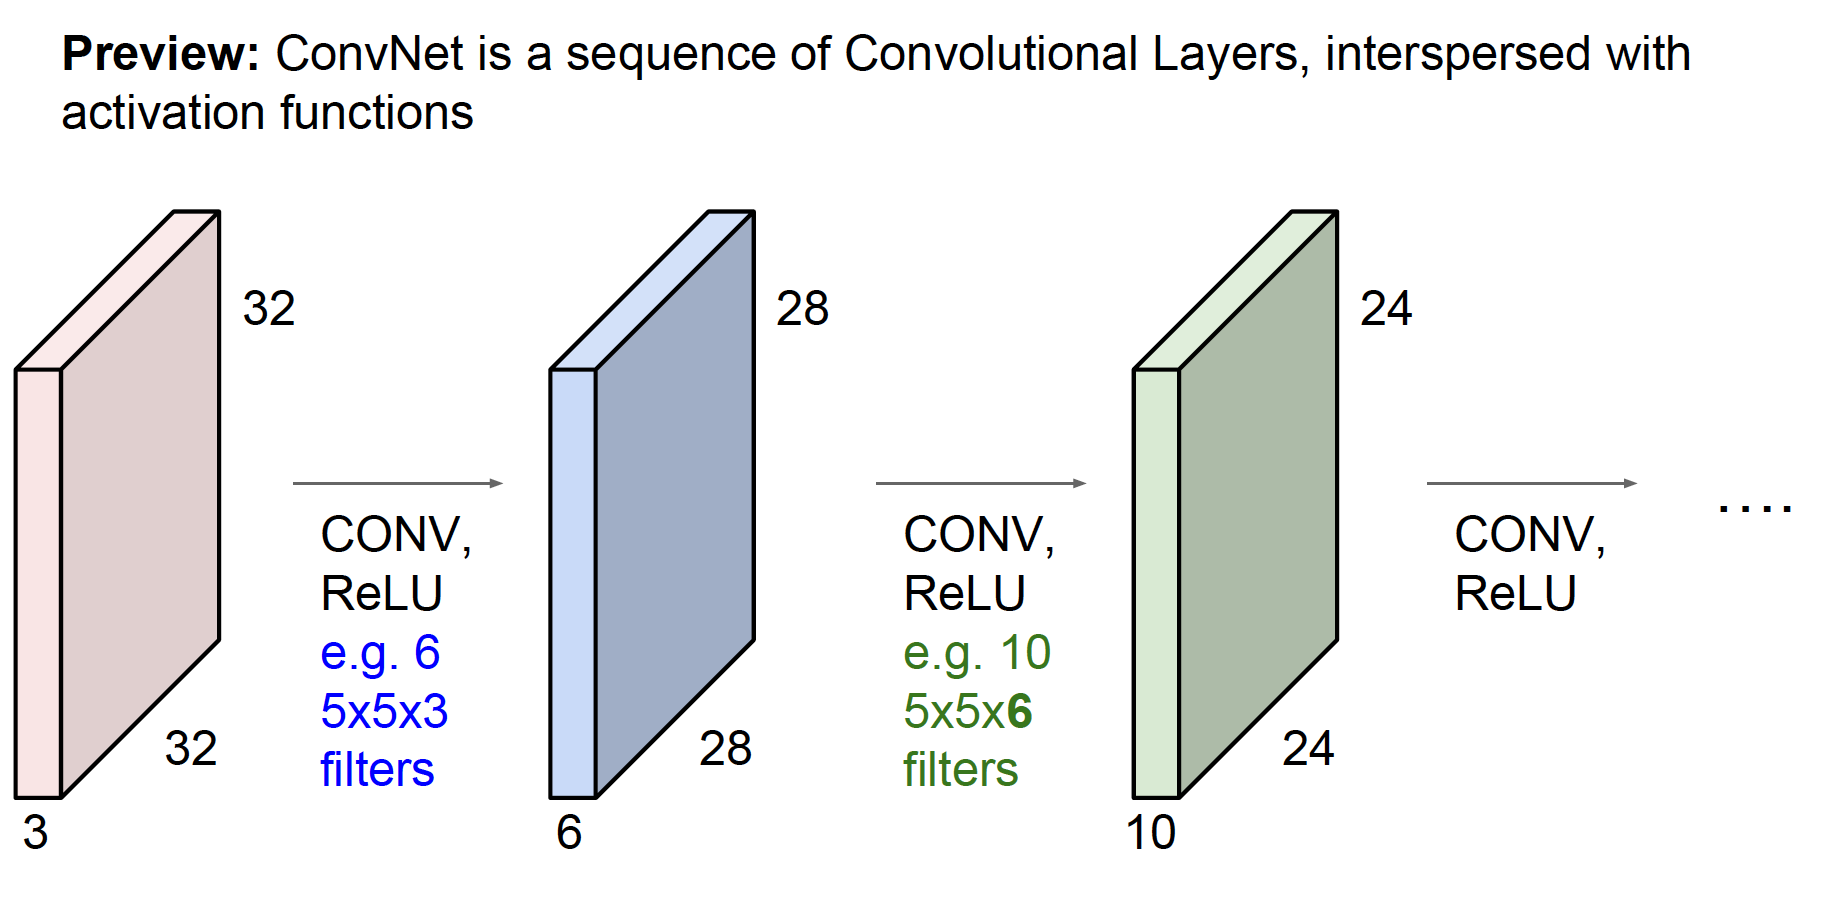 Preview: ConvNet is a sequence of Convolutional Layers, interspersed with
activation functions
32
32
3
CONV,
ReLU
e.g. 6
5x5x3
filters
28
28
6
CONV,
ReLU
e.g. 10
5x5x6
filters
24
24
10
CONV,
ReLU
....